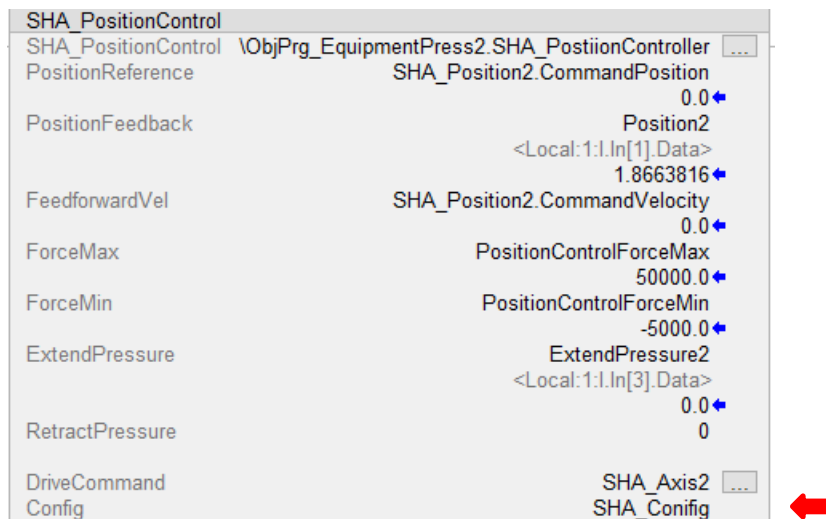 SHA_PositionControl
SHA_PositionControl \ObjPrg_EquipmentPress2.SHA_PostiionController ...
PositionReference SHA_Position2.CommandPosition
0.0
PositionFeedback Position2
<Local:1:I.In[1].Data>
1.8663816
FeedforwardVel SHA_Position2.CommandVelocity
0.0
ForceMax PositionControlForceMax
50000.0
ForceMin PositionControlForceMin
-5000.0
ExtendPressure ExtendPressure2
<Local:1:I.In[3].Data>
0.0
RetractPressure 0
DriveCommand SHA_Axis2 ...
Config SHA_Conifig